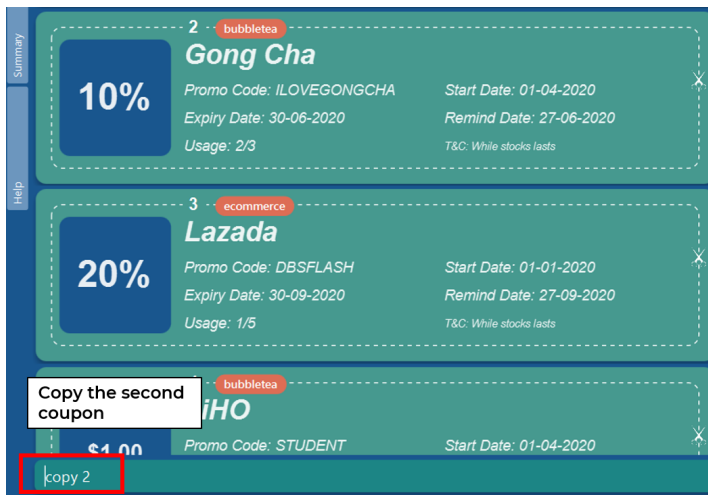 Summary
Help
2 bubbletea
Gong Cha
10%
Promo Code: ILOVEGONGCHA Start Date: 01-04-2020
Expiry Date: 30-06-2020 Remind Date: 27-06-2020
Usage: 2/3 T&C: While stocks lasts
3 ecommerce
Lazada
20%
Promo Code: DBSFLASH Start Date: 01-01-2020
Expiry Date: 30-09-2020 Remind Date: 27-09-2020
Usage: 1/5 T&C: While stocks lasts
bubbletea
Copy the second
coupon
iHO
$1.00
Promo Code: STUDENT Start Date: 01-04-2020
copy 2